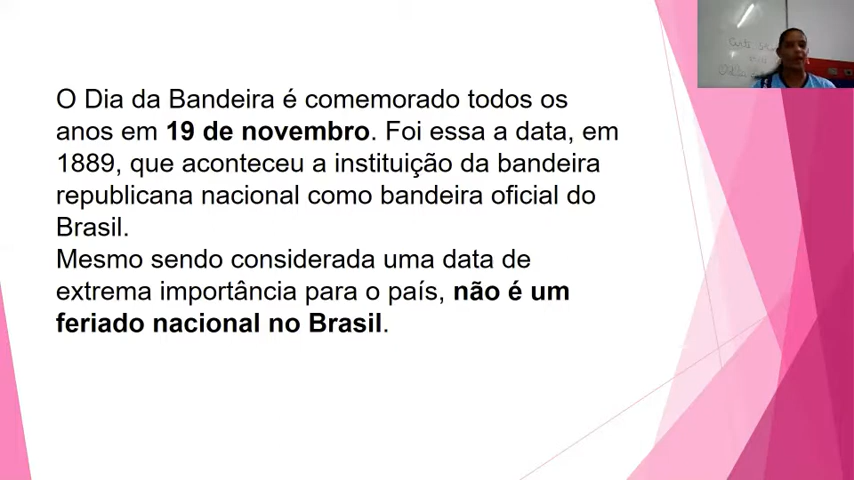 O Dia da Bandeira é comemorado todos os
anos em 19 de novembro. Foi essa a data, em
1889, que aconteceu a instituição da bandeira
republicana nacional como bandeira oficial do
Brasil.
Mesmo sendo considerada uma data de
extrema importância para o país, não é um
feriado nacional no Brasil.